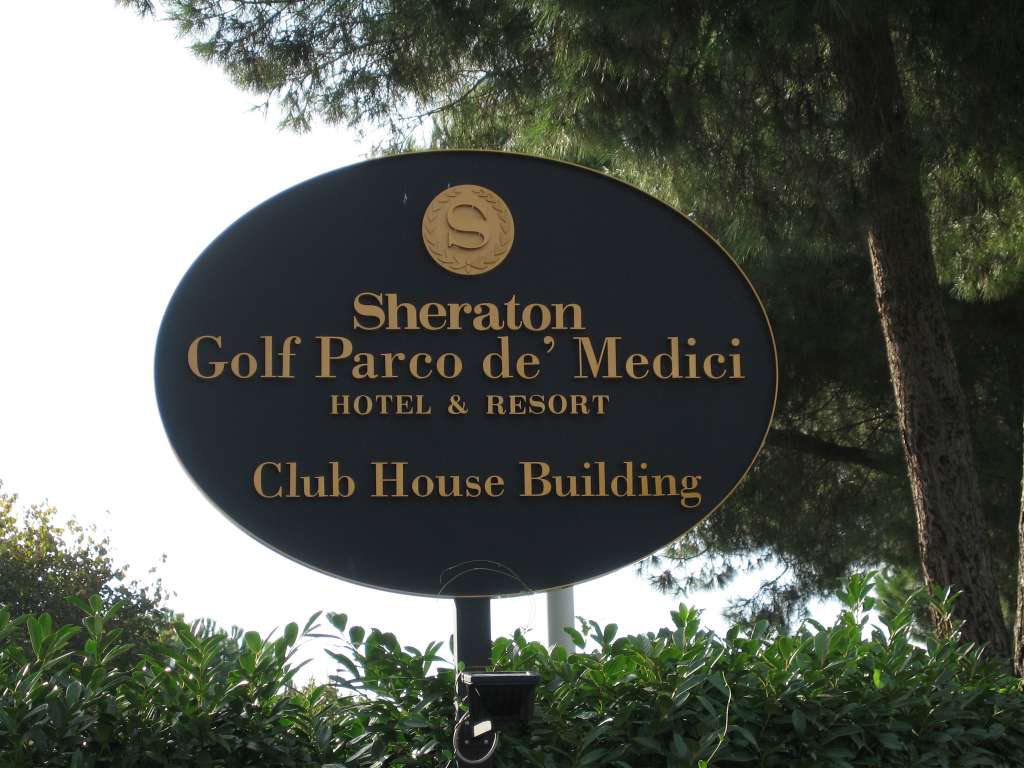 S
Sheraton
Golf Parco de' Medici
HOTEL & RESORT
Club House Building